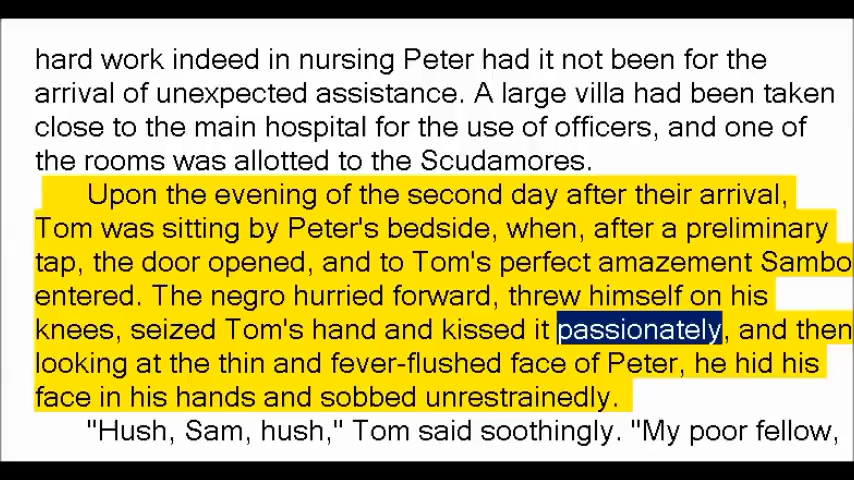 hard work indeed in nursing Peter had it not been for the
arrival of unexpected assistance. A large villa had been taken
close to the main hospital for the use of officers, and one of
the rooms was allotted to the Scudamores.
Upon the evening of the second day after their arrival,
Tom was sitting by Peter's bedside, when, after a preliminary
tap, the door opened, and to Tom's perfect amazement Sambo
entered. The negro hurried forward, threw himself on his
knees, seized Tom's hand and kissed it passionately, and then
looking at the thin and fever-flushed face of Peter, he hid his
face in his hands and sobbed unrestrainedly.
"Hush, Sam, hush," Tom said soothingly. "My poor fellow,